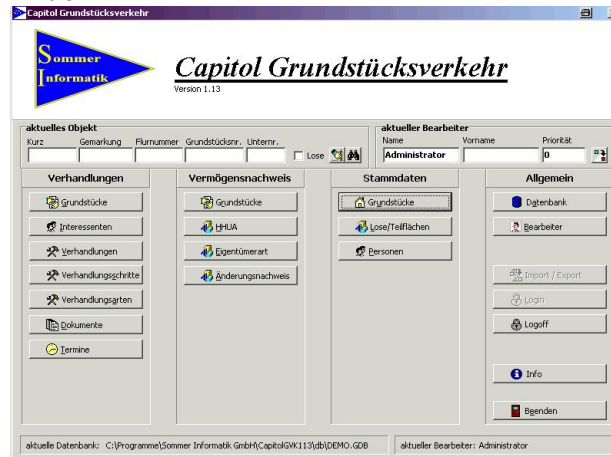 Capitol Grundstücksverkehr
Sommer
Informatik
Capitol Grundstücksverkehr
Version 1.13
aktuelles Objekt
Kurz Gemarkung Flurnummer Grundstücksnr. Unternr.
Lose
aktueller Bearbeiter
Name Vorname Priorität
Administrator 0
Verhandlungen
Grundstücke
Interessenten
Verhandlungen
Verhandlungsschritte
Verhandlungsarten
Dokumente
Termine
Vermögensnachweis
Grundstücke
HHUA
Eigentümerart
Änderungsnachweis
Stammdaten
Grundstücke
Lose/Teilflächen
Personen
Allgemein
Datenbank
Bearbeiter
Import / Export
Login
Logoff
Info
Beenden
aktuelle Datenbank: C:\Programme\Sommer Informatik GmbH\CapitolGVK113\db\DEMO.GDB
aktueller Bearbeiter: Administrator